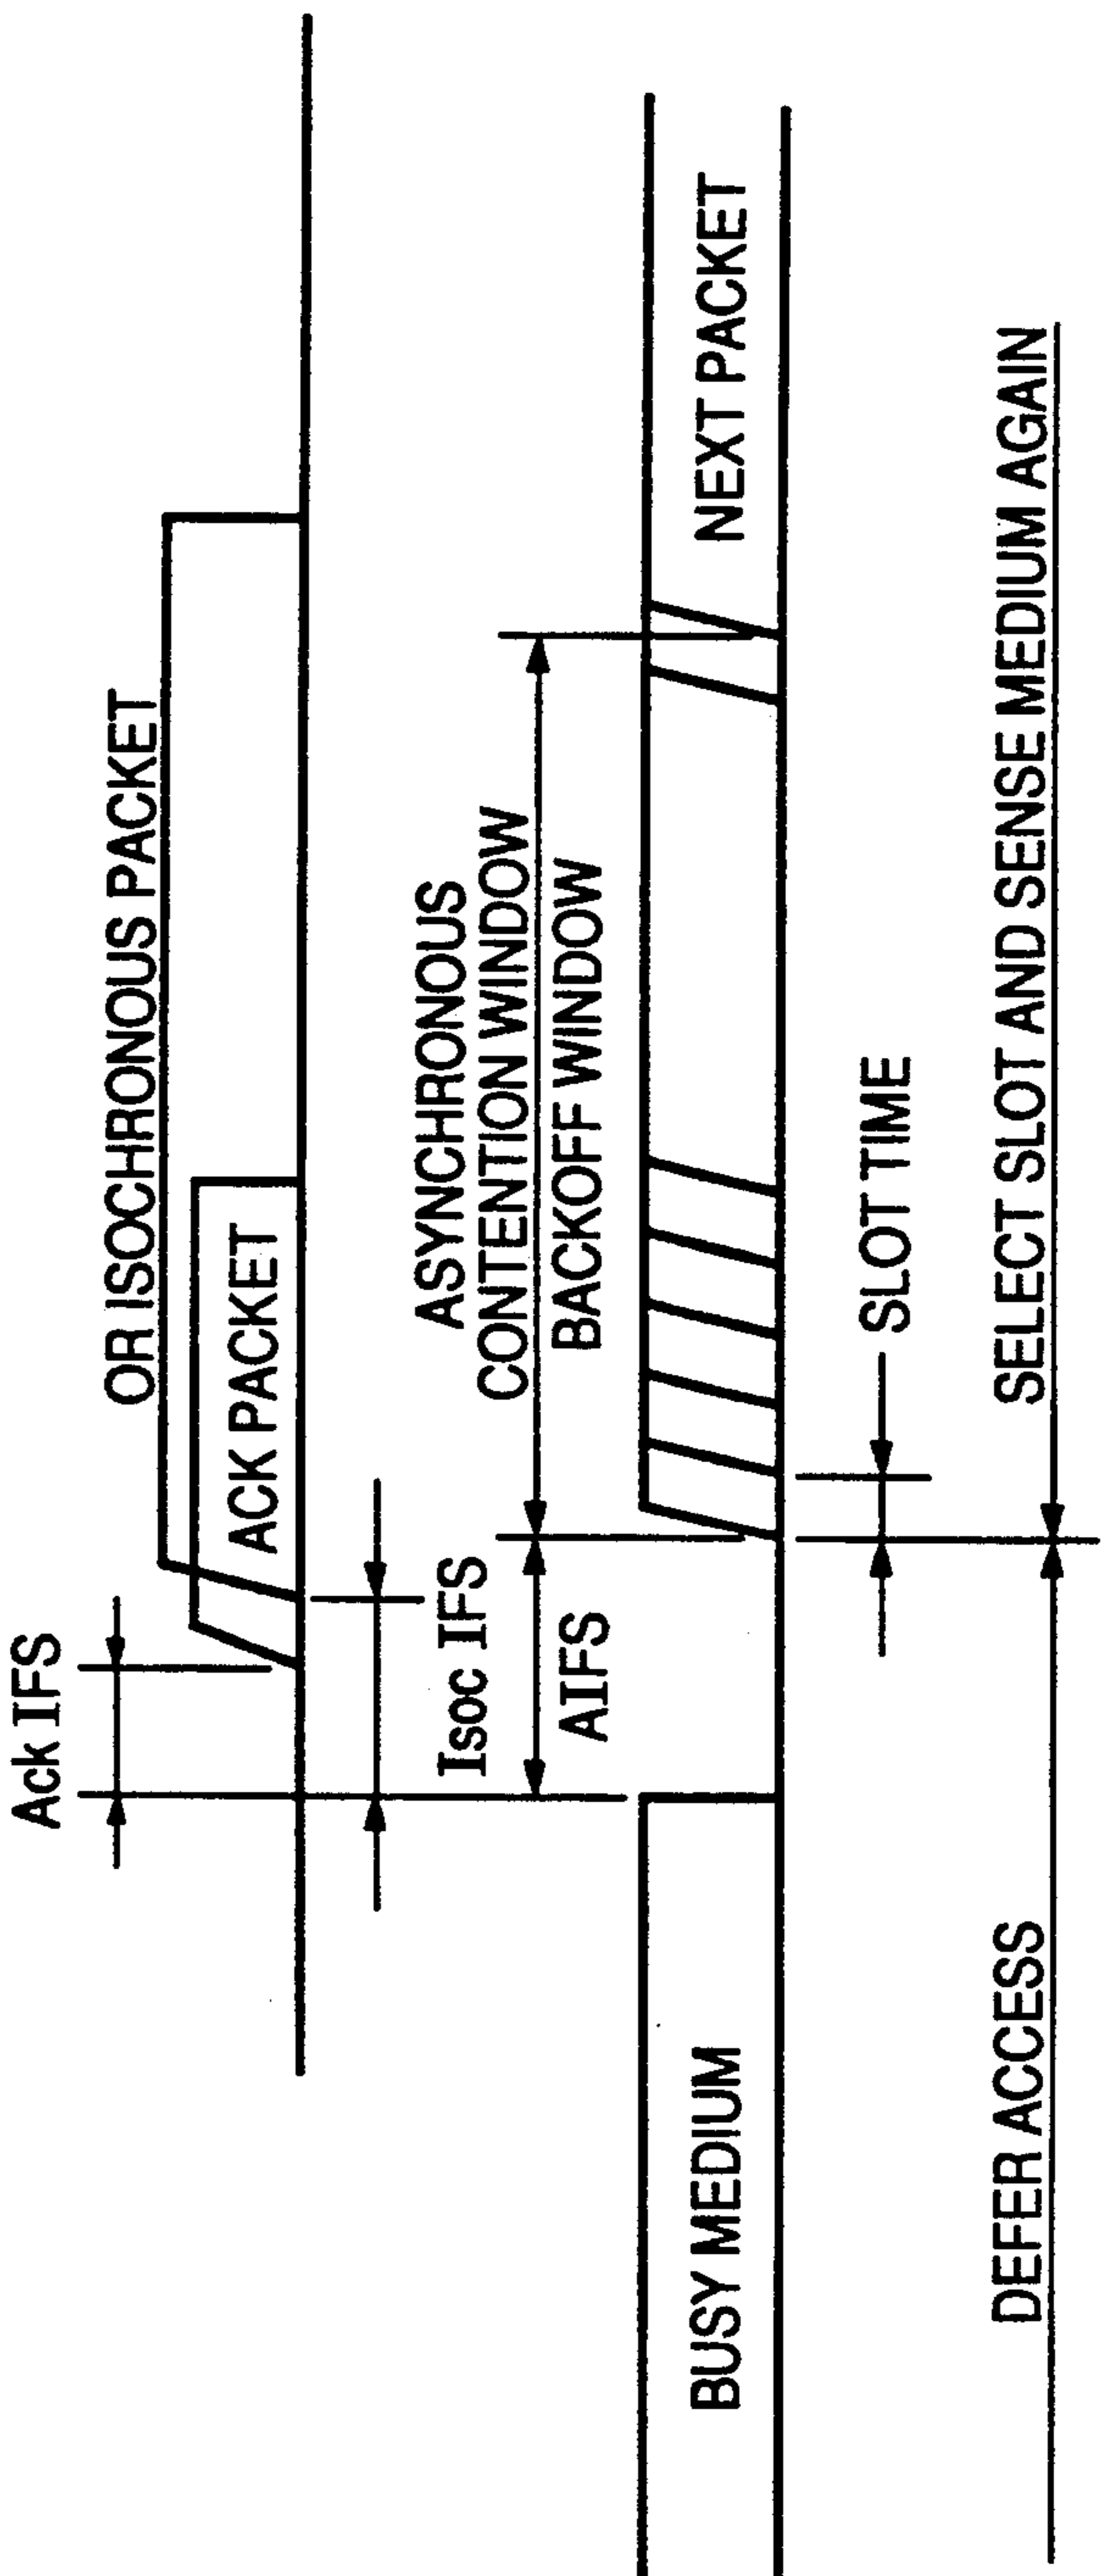 OR ISOCHRONOUS PACKET
Ack IFS
ACK PACKET
Isoc IFS
ASYNCHRONOUS
CONTENTION WINDOW
AIFS
BACKOFF WINDOW
BUSY MEDIUM
NEXT PACKET
SLOT TIME
DEFER ACCESS
SELECT SLOT AND SENSE MEDIUM AGAIN